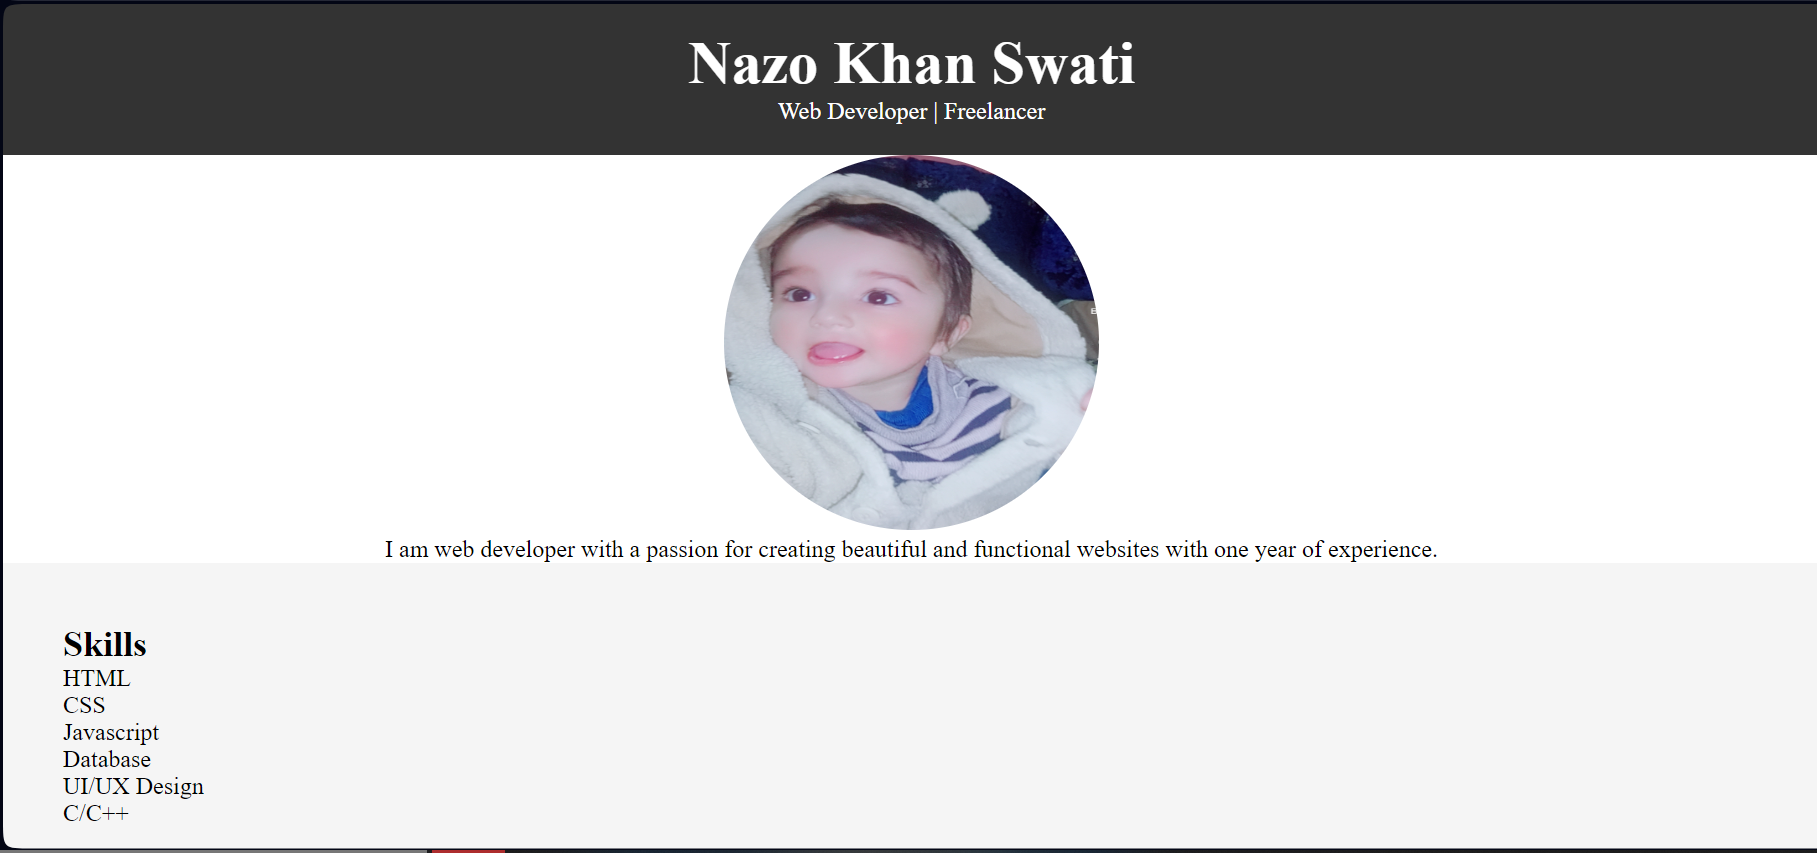 Nazo Khan Swati
Web Developer | Freelancer
I am web developer with a passion for creating beautiful and functional websites with one year of experience.
Skills
HTML
CSS
Javascript
Database
UI/UX Design
C/C++